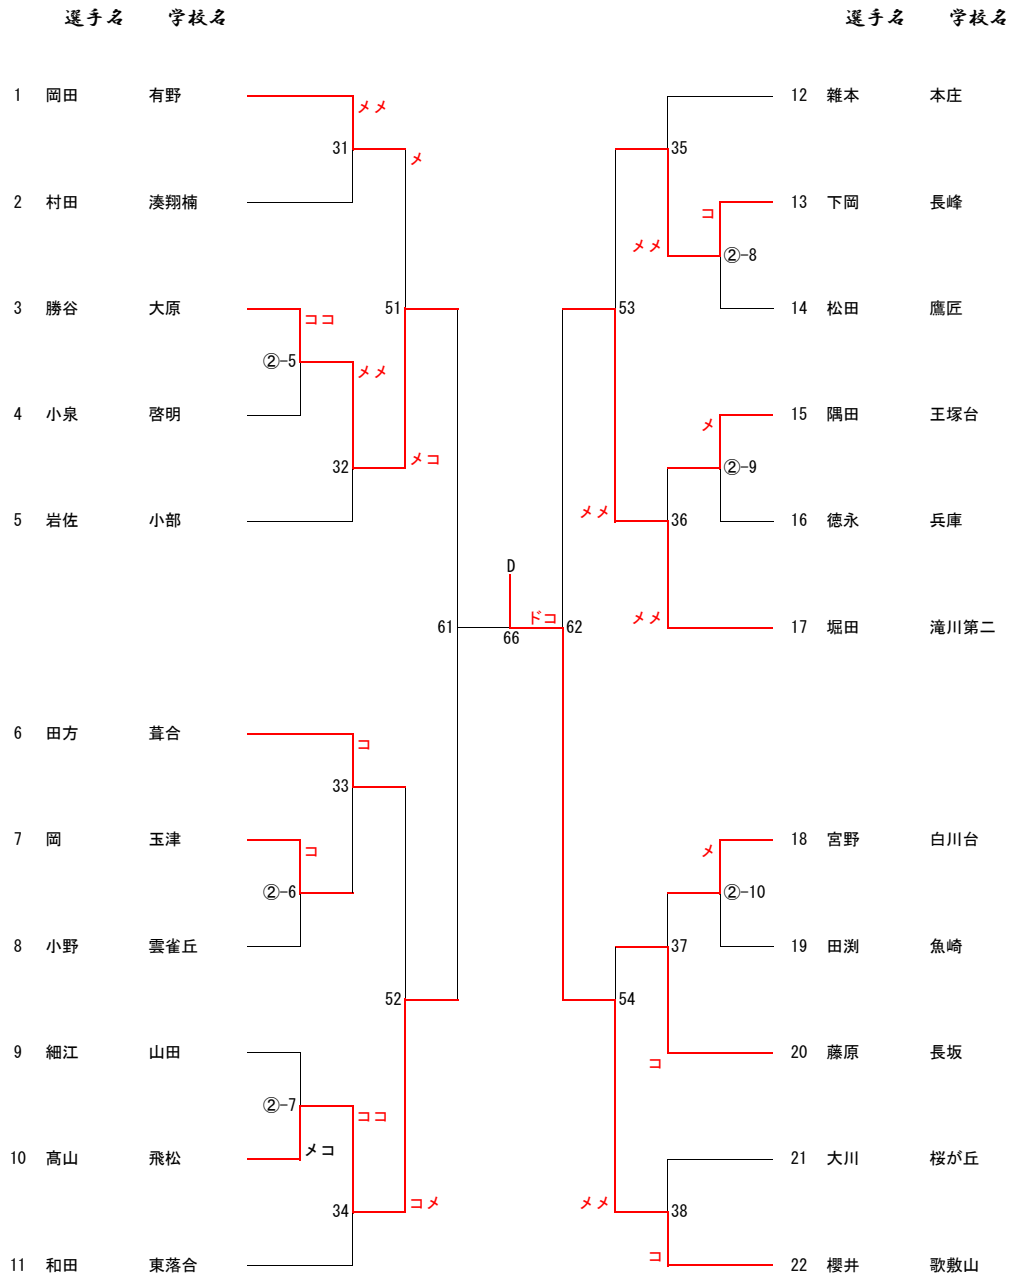 選手名 学校名 選手名 学校名
1 岡田 有野 12 雜本 本庄
メメ
31 メ 35
2 村田 湊翔楠 13 下岡 長峰
コ
メメ ②-8
3 勝谷 大原 51 53 14 松田 鷹匠
ココ
②-5 メメ
4 小泉 啓明 15 隅田 王塚台
メ
メコ
32 ②-9
5 岩佐 小部 メメ 36 16 徳永 兵庫
D
ドコ メメ
61 66 62 17 堀田 滝川第二
6 田方 葺合
コ
33
7 岡 玉津 18 宮野 白川台
コ メ
②-6 ②-10
8 小野 雲雀丘 37 19 田渕 魚崎
52 54
9 細江 山田 20 藤原 長坂
コ
②-7 ココ
メコ
10 髙山 飛松 21 大川 桜が丘
コメ メメ
34 38
コ
11 和田 東落合 22 櫻井 歌敷山